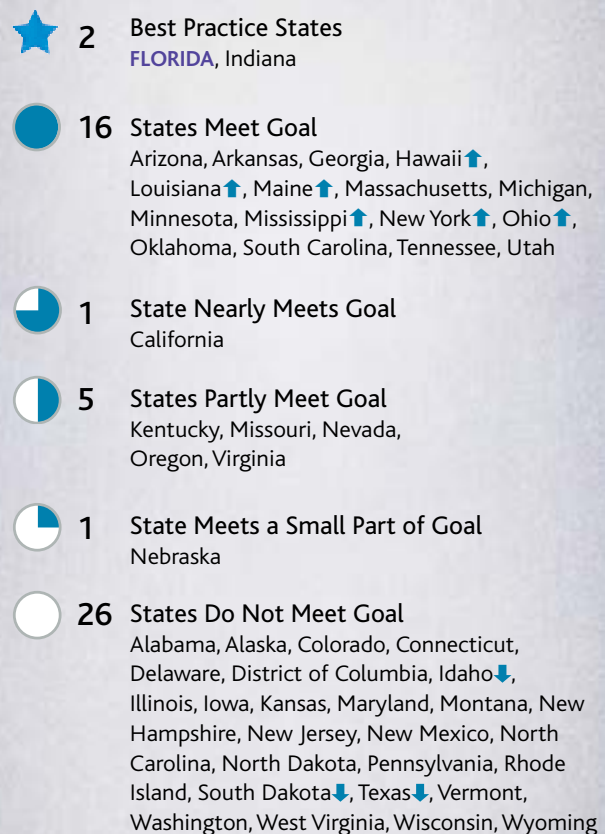 2 Best Practice States
FLORIDA, Indiana
16 States Meet Goal
Arizona, Arkansas, Georgia, Hawaii⬆,
Louisiana⬆, Maine⬆, Massachusetts, Michigan,
Minnesota, Mississippi⬆, New York⬆, Ohio⬆,
Oklahoma, South Carolina, Tennessee, Utah
1 State Nearly Meets Goal
California
5 States Partly Meet Goal
Kentucky, Missouri, Nevada,
Oregon, Virginia
1 State Meets a Small Part of Goal
Nebraska
26 States Do Not Meet Goal
Alabama, Alaska, Colorado, Connecticut,
Delaware, District of Columbia, Idaho⬇,
Illinois, Iowa, Kansas, Maryland, Montana, New
Hampshire, New Jersey, New Mexico, North
Carolina, North Dakota, Pennsylvania, Rhode
Island, South Dakota⬇, Texas⬇, Vermont,
Washington, West Virginia, Wisconsin, Wyoming